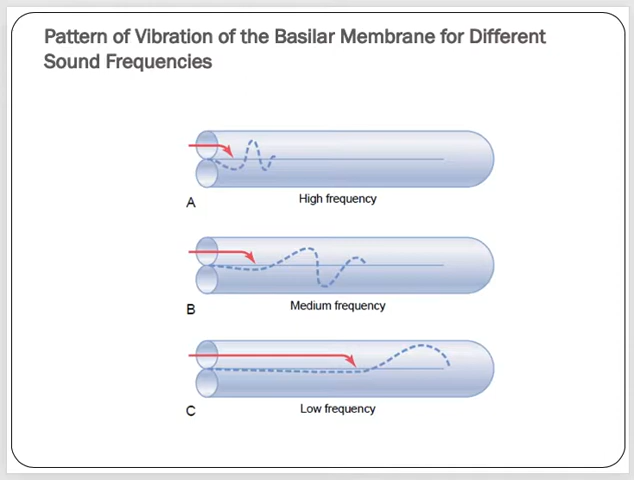 Pattern of Vibration of the Basilar Membrane for Different
Sound Frequencies
A
High frequency
B
Medium frequency
C
Low frequency